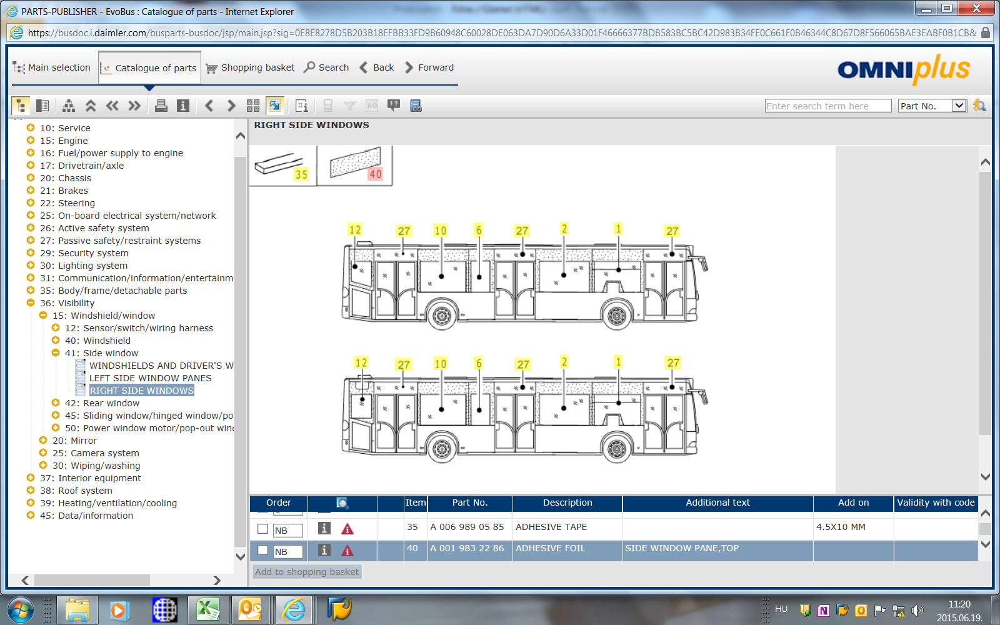 PARTS-PUBLISHER - EvoBus : Catalogue of parts - Internet Explorer
https://busdoc.i.daimler.com/busparts-busdoc/jsp/main.jsp?sig=0E8E8278D5B203B18EFBB33FD9B60948C60028DE063DA7D90D6A33D01F46666377BDB583BC5BC42D983B34FE0C661F0B46344C8D67D8F566065BAE3EABF0B1CB&
Main selection
Catalogue of parts
Shopping basket
Search
Back
Forward
OMNIplus
AO
Enter search term here
Part No.
10: Service
15: Engine
16: Fuel/power supply to engine
17: Drivetrain/axle
20: Chassis
21: Brakes
22: Steering
25: On-board electrical system/network
26: Active safety system
27: Passive safety/restraint systems
29: Security system
30: Lighting system
31: Communication/information/entertainm
35: Body/frame/detachable parts
36: Visibility
15: Windshield/window
12: Sensor/switch/wiring harness
40: Windshield
41: Side window
WINDSHIELDS AND DRIVER'S W
LEFT SIDE WINDOW PANES
RIGHT SIDE WINDOWS
42: Rear window
45: Sliding window/hinged window/po
50: Power window motor/pop-out wind
20: Mirror
25: Camera system
30: Wiping/washing
37: Interior equipment
38: Roof system
39: Heating/ventilation/cooling
45: Data/information
RIGHT SIDE WINDOWS
35
40
12 27 10 6 27 2 1 27
12 27 10 6 27 2 1 27
Order Item Part No. Description Additional text Add on Validity with code
NB 35 A 006 989 05 85 ADHESIVE TAPE 4.5X10 MM
NB 40 A 001 983 22 86 ADHESIVE FOIL SIDE WINDOW PANE,TOP
Add to shopping basket
HU
11:20
2015.06.19.